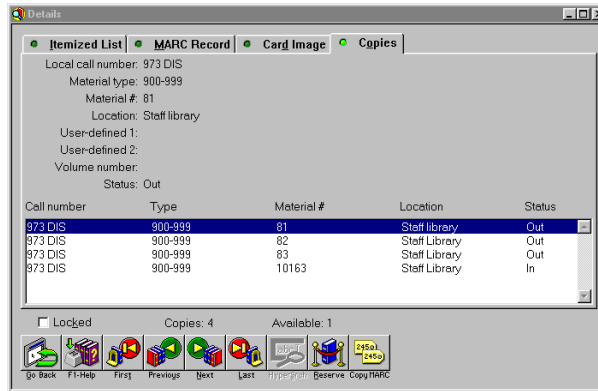 Details
Itemized List MARC Record Card Image Copies
Local call number: 973 DIS
Material type: 900-999
Material #: 81
Location: Staff library
User-defined 1:
User-defined 2:
Volume number:
Status: Out
Call number Type Material # Location Status
973 DIS 900-999 81 Staff library Out
973 DIS 900-999 82 Staff Library Out
973 DIS 900-999 83 Staff Library Out
973 DIS 900-999 10163 Staff Library In
Locked Copies: 4 Available: 1
Go Back F1-Help First Previous Next Last Reserve Copy MARC